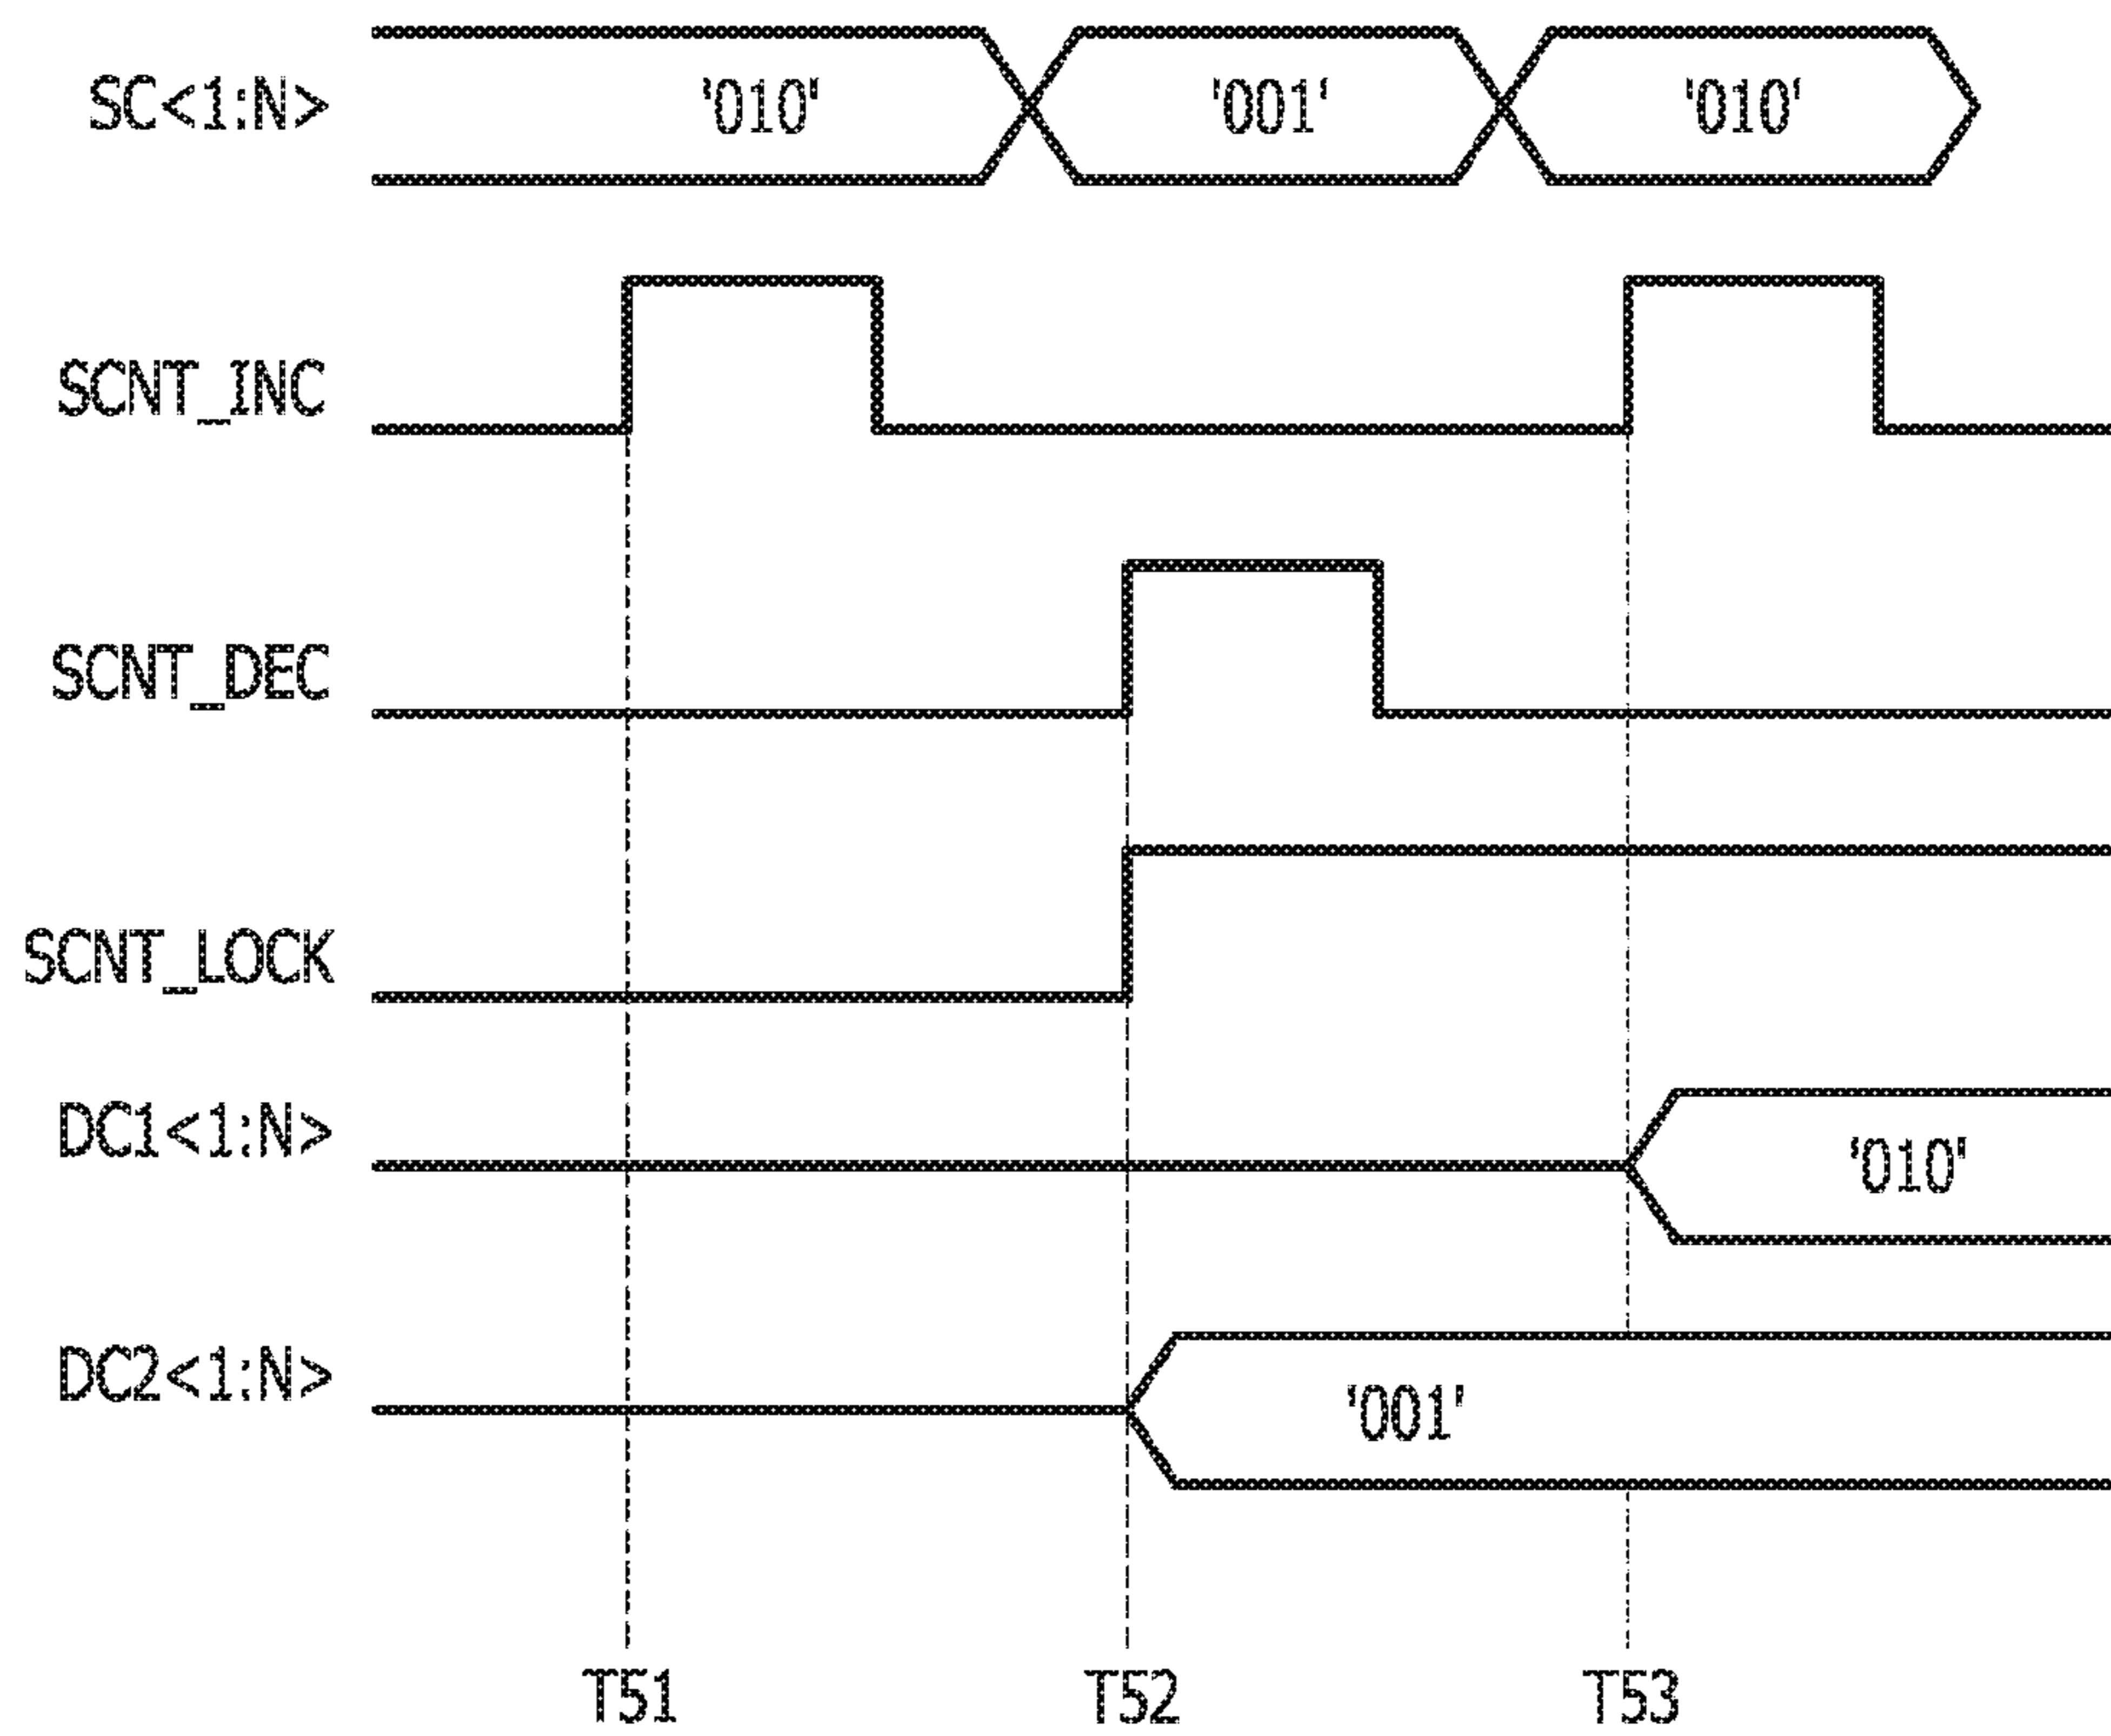 SC<1:N> '010' '001' '010'
SCNT_INC
SCNT_DEC
SCNT_LOCK
DC1<1:N> '010'
DC2<1:N> '001'
T51 T52 T53